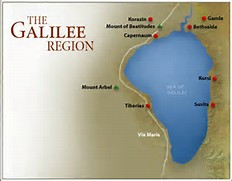 THE
GALILEE
REGION
Korazin
Mount of Beatitudes
Capernaum
Gamla
Bethsaida
SEA OF
GALILEE
Kursi
Mount Arbel
Tiberias
Susita
Via Maris